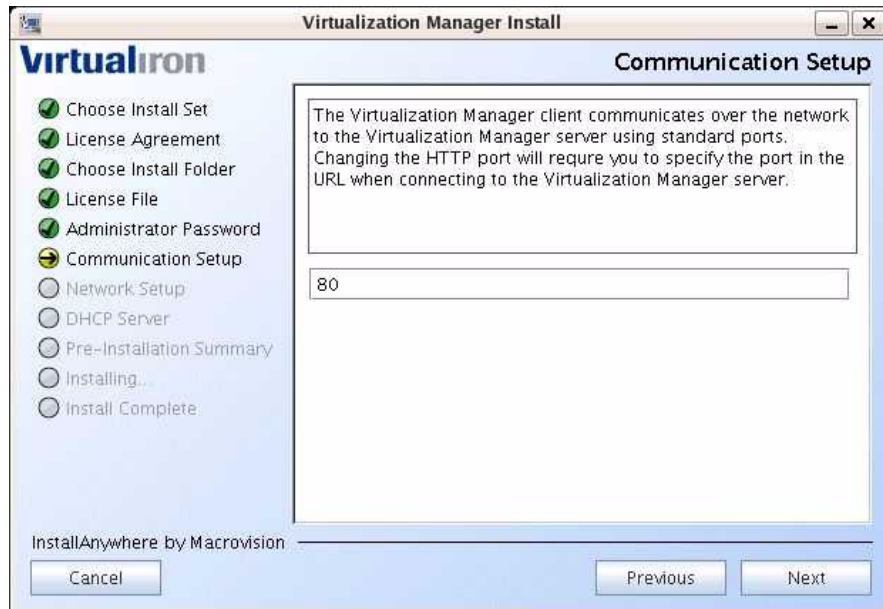 Virtualization Manager Install
Virtualiron
Communication Setup
Choose Install Set
License Agreement
Choose Install Folder
License File
Administrator Password
Communication Setup
Network Setup
DHCP Server
Pre-Installation Summary
Installing...
Install Complete
The Virtualization Manager client communicates over the network
to the Virtualization Manager server using standard ports.
Changing the HTTP port will requre you to specify the port in the
URL when connecting to the Virtualization Manager server.
80
InstallAnywhere by Macrovision
Cancel
Previous
Next